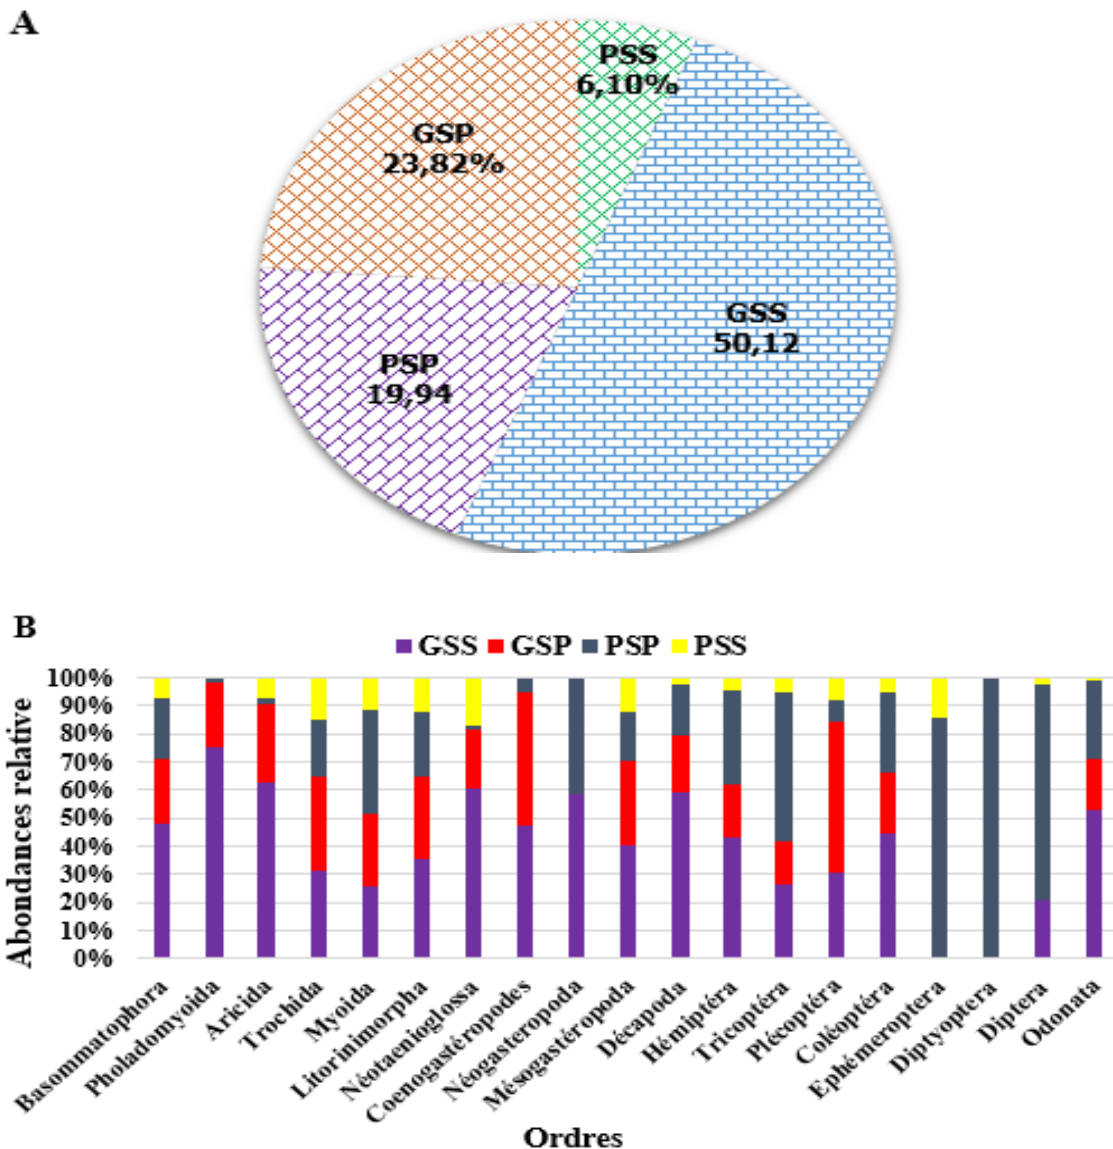 A
PSS
6,10%
GSP
23,82%
GSS
50,12
PSP
19,94
B
GSS GSP PSP PSS
Abondances relative
100%
90%
80%
70%
60%
50%
40%
30%
20%
10%
0%
Basommatophora
Pholadomyoida
Aricida
Trochida
Myoida
Litorinimorpha
Néotaenioglossa
Coenogastéropodes
Néogasteropoda
Mésogastéropoda
Décapoda
Hémiptéra
Tricoptéra
Plécoptéra
Coléoptéra
Ephémeroptera
Diptyoptera
Diptera
Odonata
Ordres